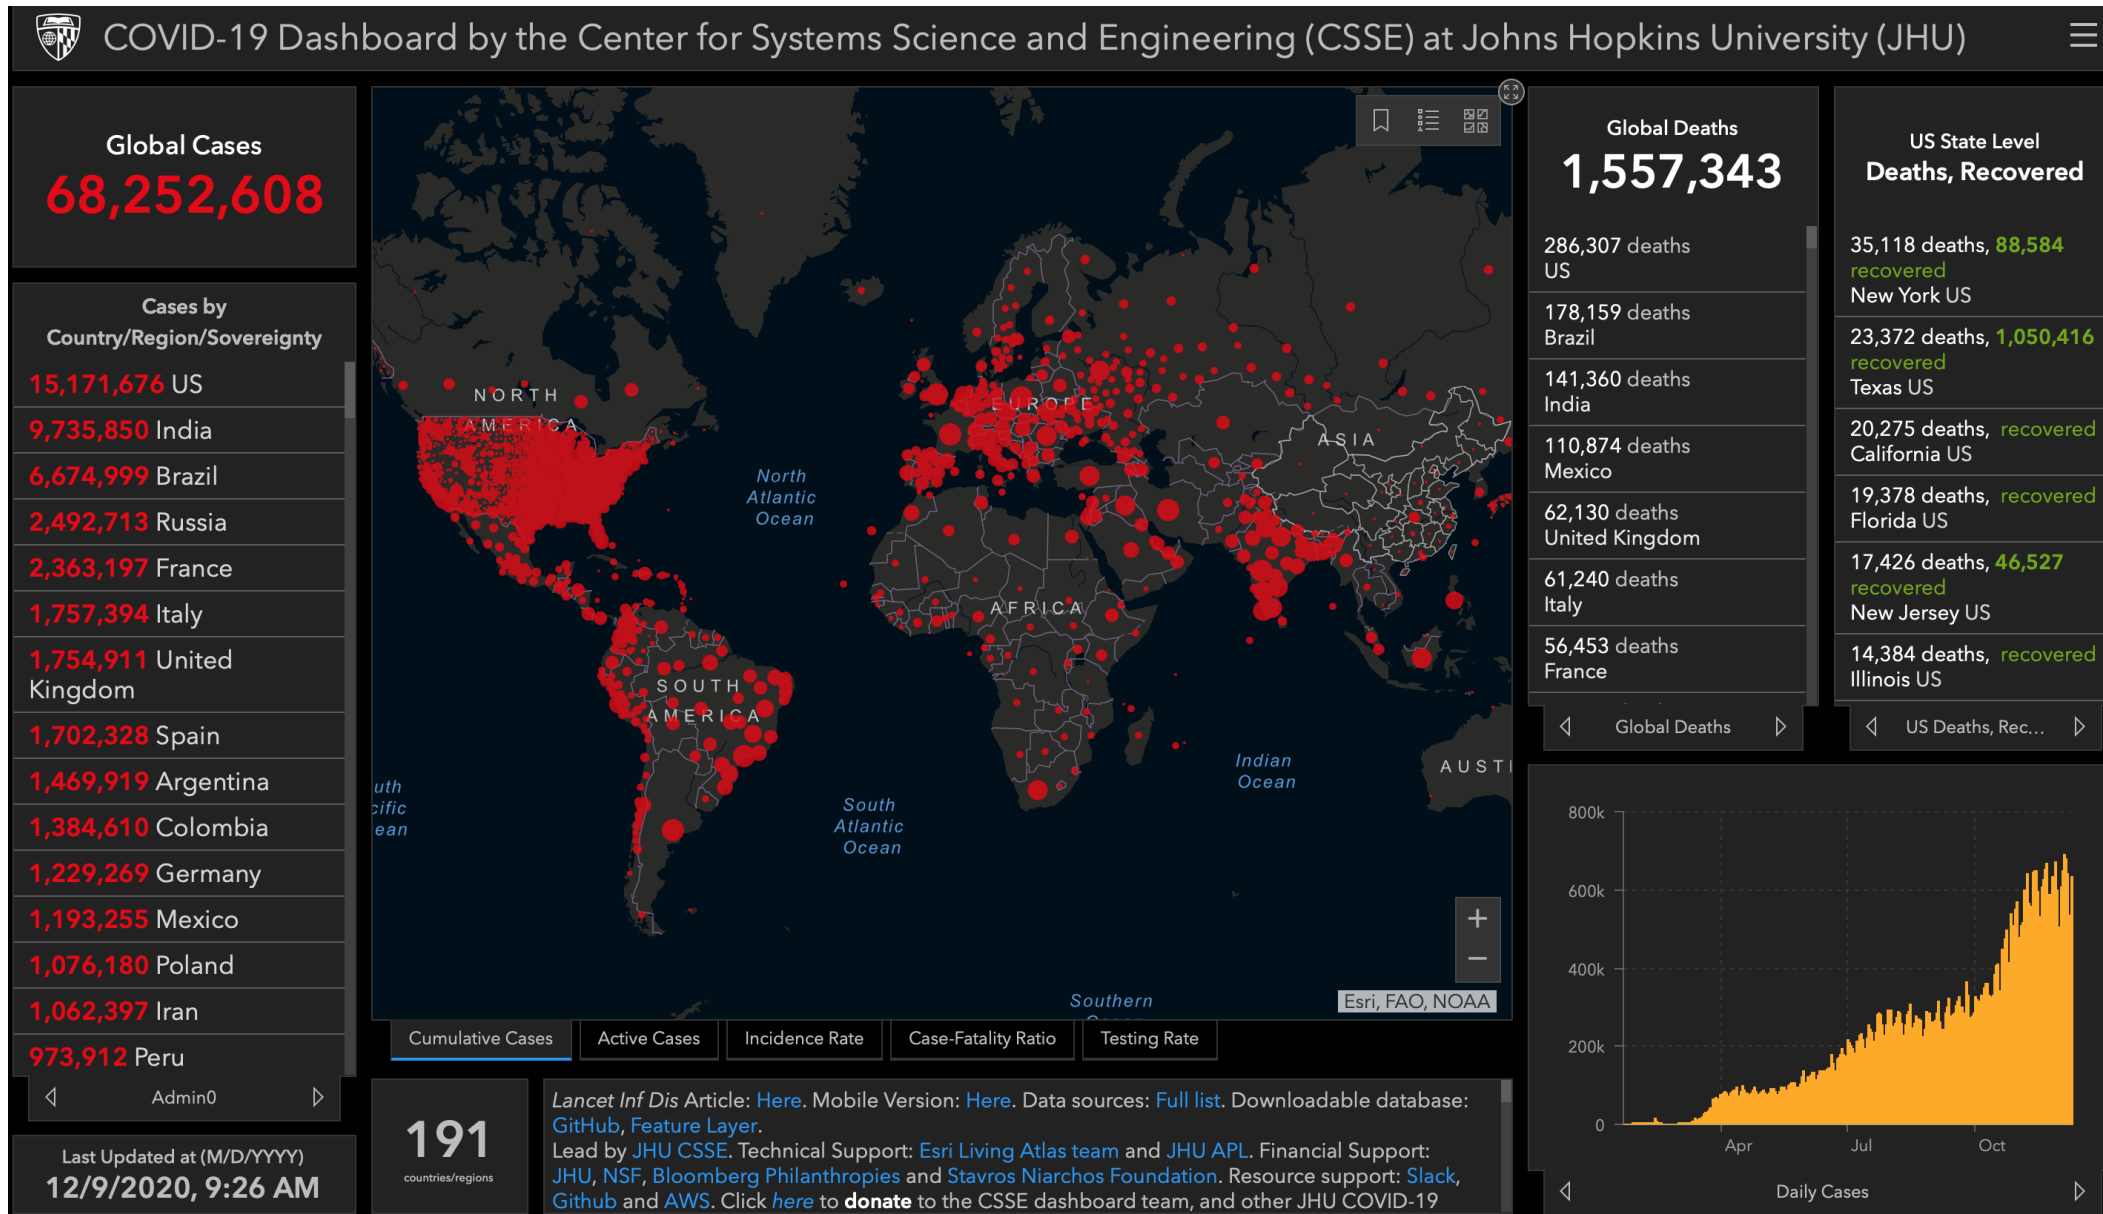 COVID-19 Dashboard by the Center for Systems Science and Engineering (CSSE) at Johns Hopkins University (JHU)
Global Cases
68,252,608
Cases by
Country/Region/Sovereignty
15,171,676 US
9,735,850 India
6,674,999 Brazil
2,492,713 Russia
2,363,197 France
1,757,394 Italy
1,754,911 United
Kingdom
1,702,328 Spain
1,469,919 Argentina
1,384,610 Colombia
1,229,269 Germany
1,193,255 Mexico
1,076,180 Poland
1,062,397 Iran
973,912 Peru
Admin0
Last Updated at (M/D/YYYY)
12/9/2020, 9:26 AM
NORTH
AMERICA
EUROPE
ASIA
North
Atlantic
Ocean
AFRICA
SOUTH
AMERICA
Indian
Ocean
AUSTI
uth
cific
ean
South
Atlantic
Ocean
Southern
Ocean
Esri, FAO, NOAA
Cumulative Cases
Active Cases
Incidence Rate
Case-Fatality Ratio
Testing Rate
191
countries/regions
Lancet Inf Dis Article: Here. Mobile Version: Here. Data sources: Full list. Downloadable database:
GitHub, Feature Layer.
Lead by JHU CSSE. Technical Support: Esri Living Atlas team and JHU APL. Financial Support:
JHU, NSF, Bloomberg Philanthropies and Stavros Niarchos Foundation. Resource support: Slack,
Github and AWS. Click here to donate to the CSSE dashboard team, and other JHU COVID-19
Global Deaths
1,557,343
286,307 deaths
US
178,159 deaths
Brazil
141,360 deaths
India
110,874 deaths
Mexico
62,130 deaths
United Kingdom
61,240 deaths
Italy
56,453 deaths
France
Global Deaths
US State Level
Deaths, Recovered
35,118 deaths, 88,584
recovered
New York US
23,372 deaths, 1,050,416
recovered
Texas US
20,275 deaths, recovered
California US
19,378 deaths, recovered
Florida US
17,426 deaths, 46,527
recovered
New Jersey US
14,384 deaths, recovered
Illinois US
US Deaths, Rec...
800k
600k
400k
200k
0
Apr
Jul
Oct
Daily Cases